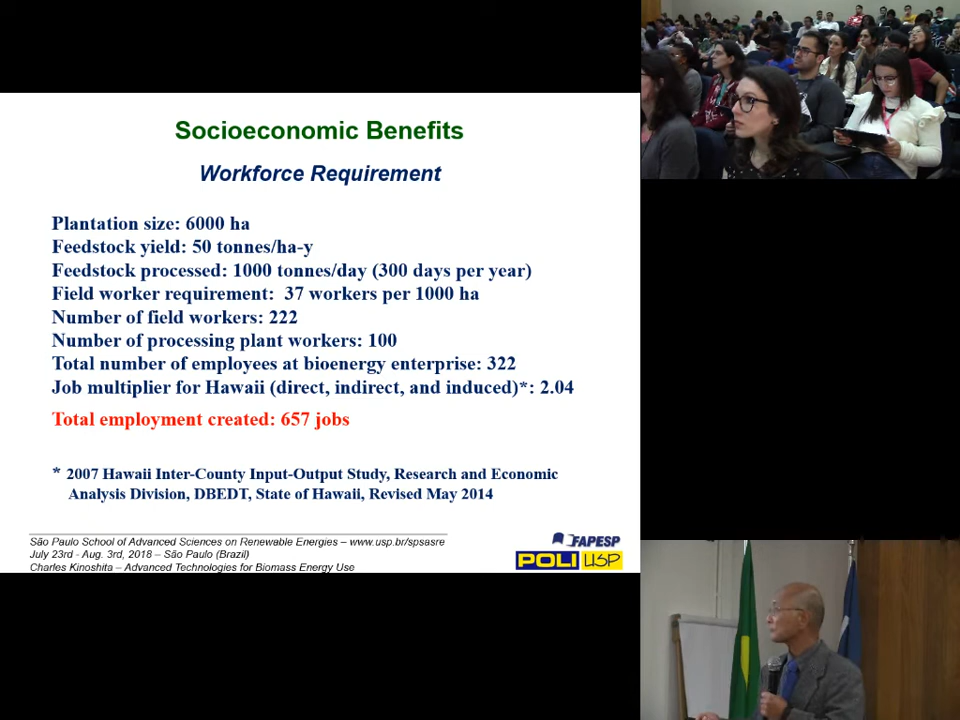 Socioeconomic Benefits
Workforce Requirement
Plantation size: 6000 ha
Feedstock yield: 50 tonnes/ha-y
Feedstock processed: 1000 tonnes/day (300 days per year)
Field worker requirement:  37 workers per 1000 ha
Number of field workers: 222
Number of processing plant workers: 100
Total number of employees at bioenergy enterprise: 322
Job multiplier for Hawaii (direct, indirect, and induced)*: 2.04
Total employment created: 657 jobs
* 2007 Hawaii Inter-County Input-Output Study, Research and Economic
Analysis Division, DBEDT, State of Hawaii, Revised May 2014
São Paulo School of Advanced Sciences on Renewable Energies – www.usp.br/spsasre
July 23rd - Aug. 3rd, 2018 – São Paulo (Brazil)
Charles Kinoshita – Advanced Technologies for Biomass Energy Use
FAPESP
POLI USP